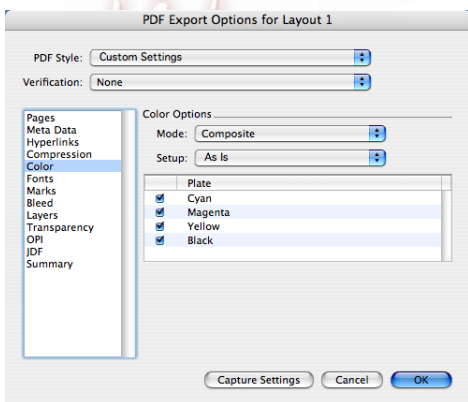 PDF Export Options for Layout 1
PDF Style: Custom Settings
Verification: None
Pages
Meta Data
Hyperlinks
Compression
Color
Fonts
Marks
Bleed
Layers
Transparency
OPI
JDF
Summary
Color Options
Mode: Composite
Setup: As Is
Plate
Cyan
Magenta
Yellow
Black
Capture Settings Cancel OK